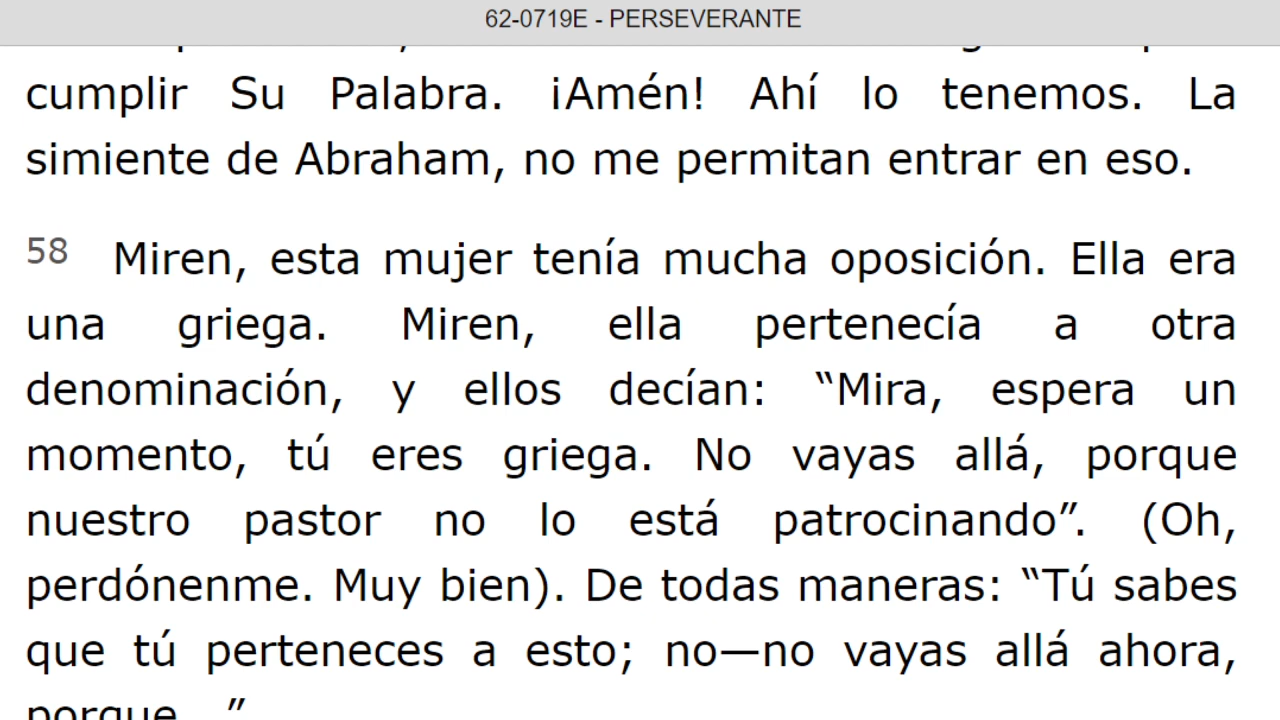 62-0719E - PERSEVERANTE
cumplir Su Palabra. ¡Amén! Ahí lo tenemos. La
simiente de Abraham, no me permitan entrar en eso.
58 Miren, esta mujer tenía mucha oposición. Ella era
una griega. Miren, ella pertenecía a otra
denominación, y ellos decían: “Mira, espera un
momento, tú eres griega. No vayas allá, porque
nuestro pastor no lo está patrocinando”. (Oh,
perdónenme. Muy bien). De todas maneras: “Tú sabes
que tú perteneces a esto; no—no vayas allá ahora,
porque...”